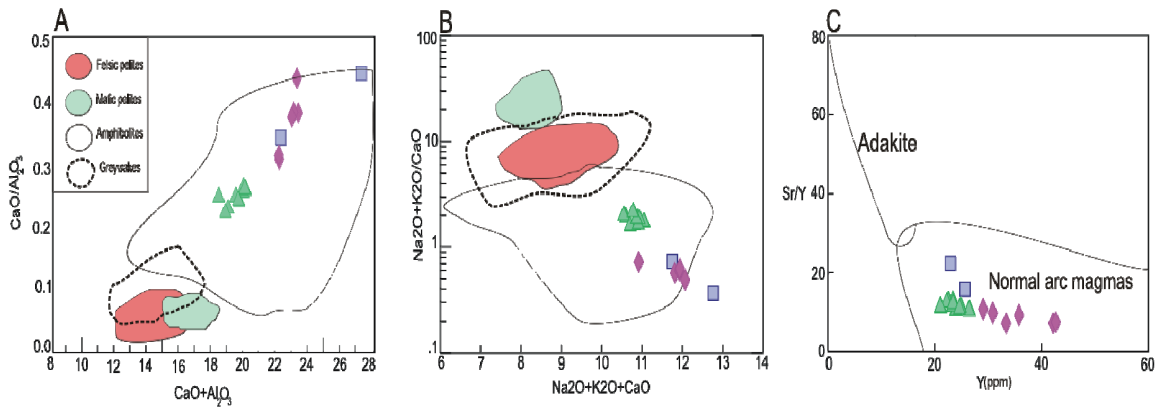 A
CaO/Al2O3
0.5
0.4
0.3
0.2
0.1
0.0
Felsic pelites
Mafic pelites
Amphibolites
Greyvakes
8
10
15
16
18
20
22
24
26
28
CaO+Al2O3
B
Na2O+K2O/CaO
100
10
1
.1
6
7
8
9
10
11
12
13
14
Na2O+K2O+CaO
C
Sr/Y
80
60
40
20
0/
Adakite
Normal arc magmas
0
20
40
60
Y(ppm)